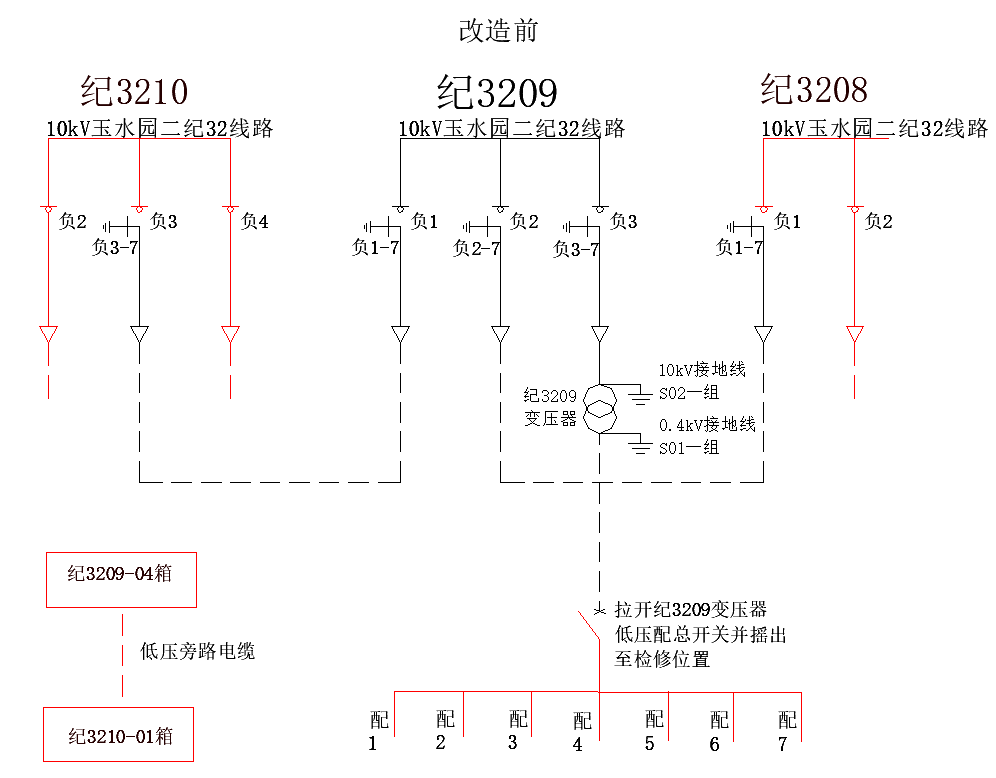 改造前
纪3210
纪3209
纪3208
10kV玉水园二纪32线路
10kV玉水园二纪32线路
10kV玉水园二纪32线路
负2
负3
负4
负1
负2
负3
负1
负2
负3-7
负1-7
负2-7
负3-7
负1-7
纪3209
变压器
10kV接地线
S02一组
0.4kV接地线
S01一组
纪3209-04箱
低压旁路电缆
纪3210-01箱
拉开纪3209变压器
低压配总开关并摇出
至检修位置
配
1
配
2
配
3
配
4
配
5
配
6
配
7